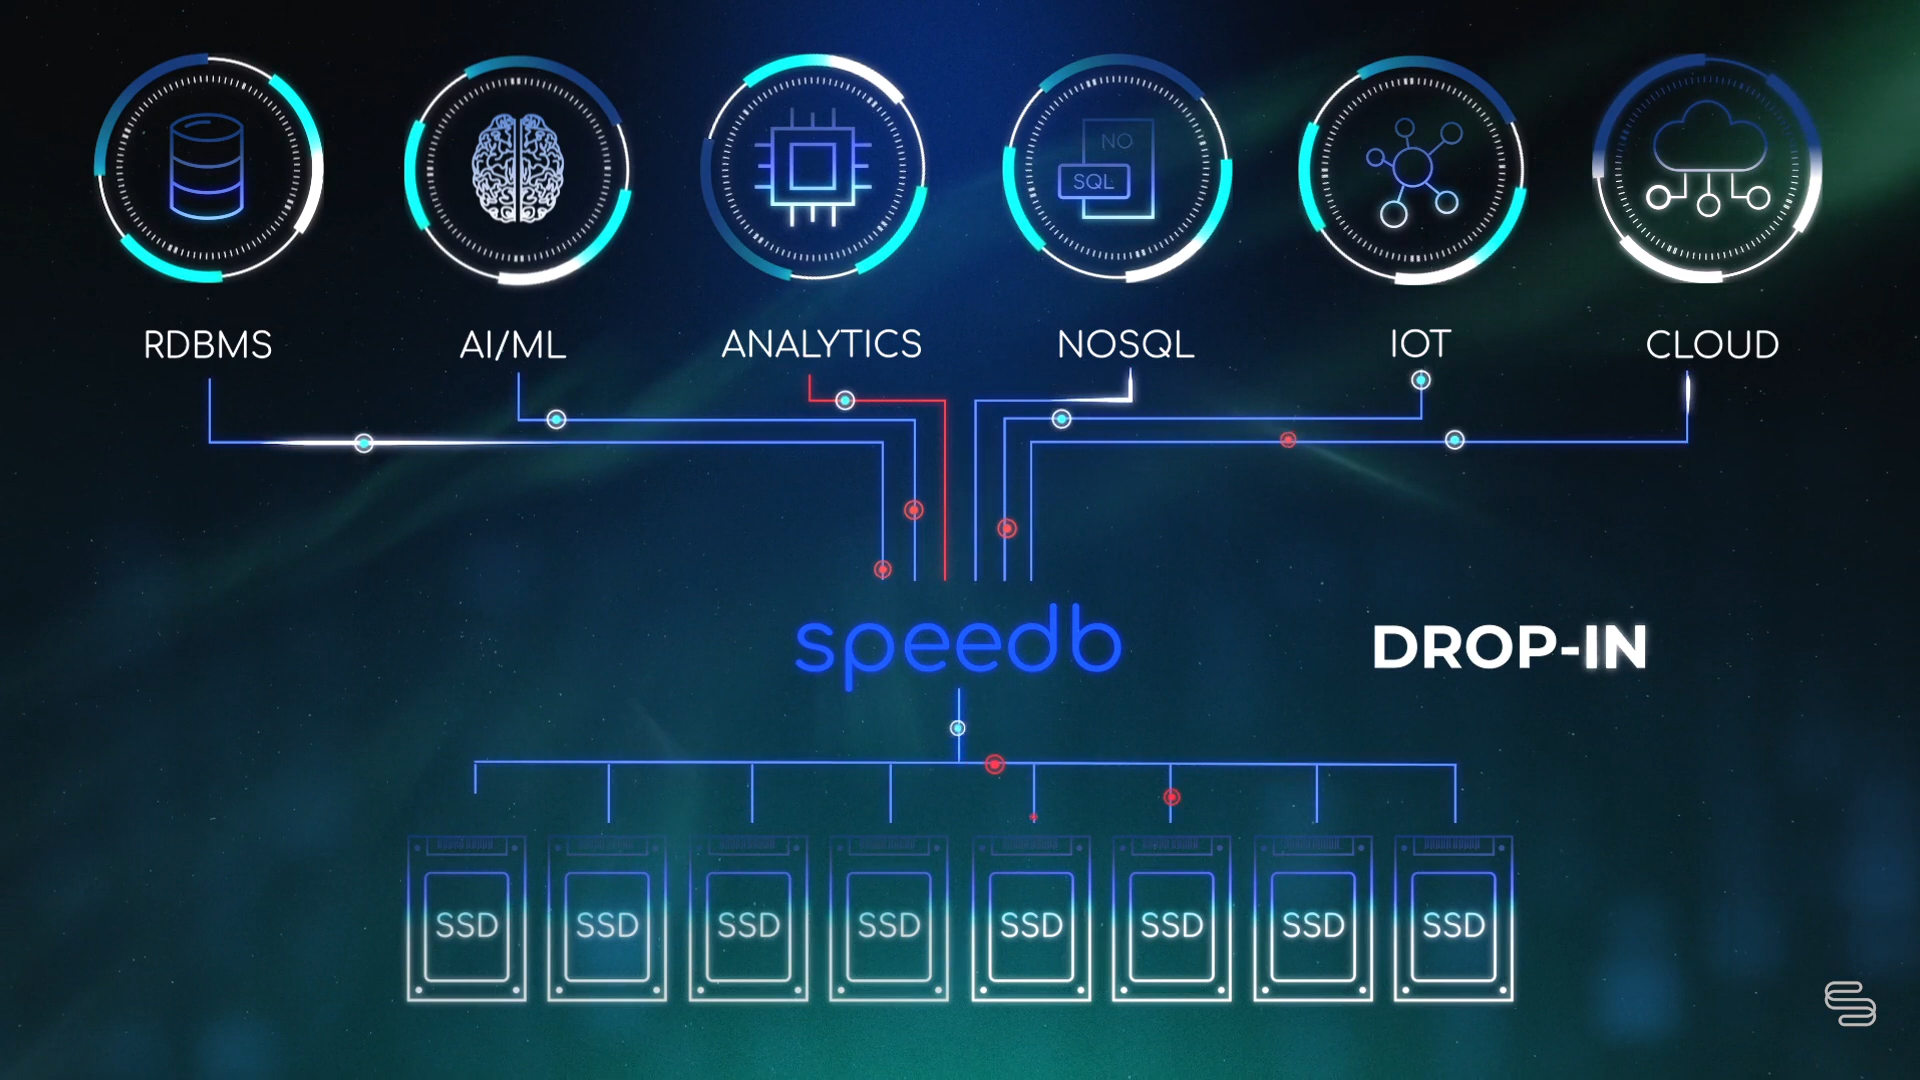 NO
SQL
RDBMS
AI/ML
ANALYTICS
NOSQL
IOT
CLOUD
speedb
DROP-IN
SSD
SSD
SSD
SSD
SSD
SSD
SSD
SSD